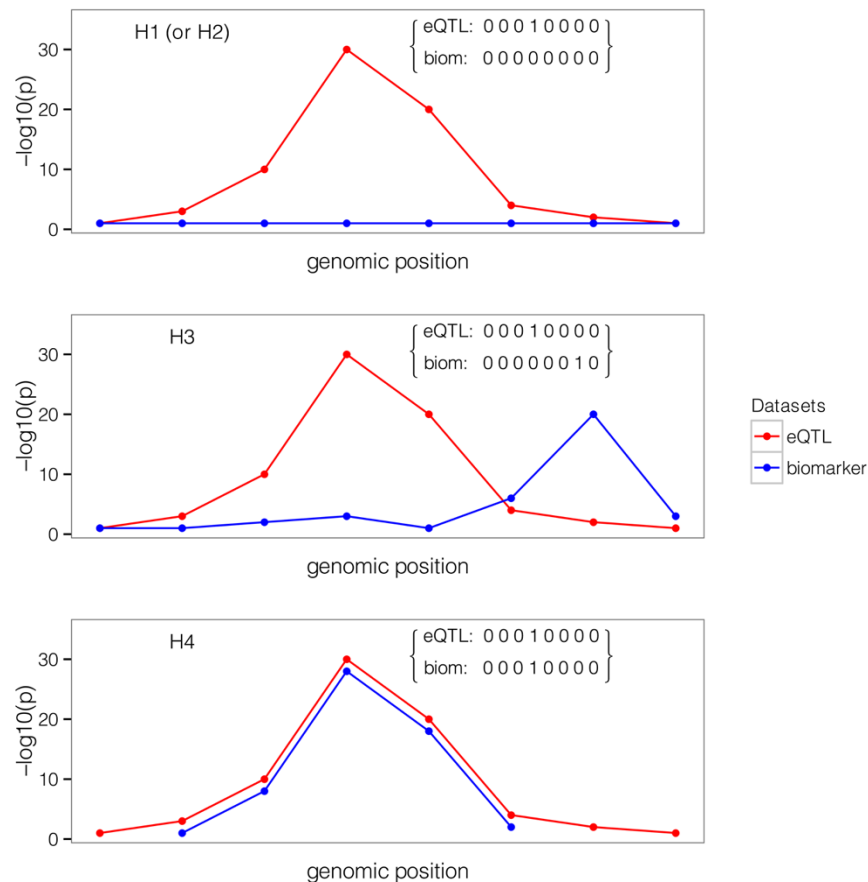 H1 (or H2)
eQTL: 0 0 0 1 0 0 0 0
biom: 0 0 0 0 0 0 0 0
−log10(p)
30
20
10
0
genomic position
H3
eQTL: 0 0 0 1 0 0 0 0
biom: 0 0 0 0 0 0 1 0
−log10(p)
30
20
10
0
genomic position
Datasets
eQTL
biomarker
H4
eQTL: 0 0 0 1 0 0 0 0
biom: 0 0 0 1 0 0 0 0
−log10(p)
30
20
10
0
genomic position